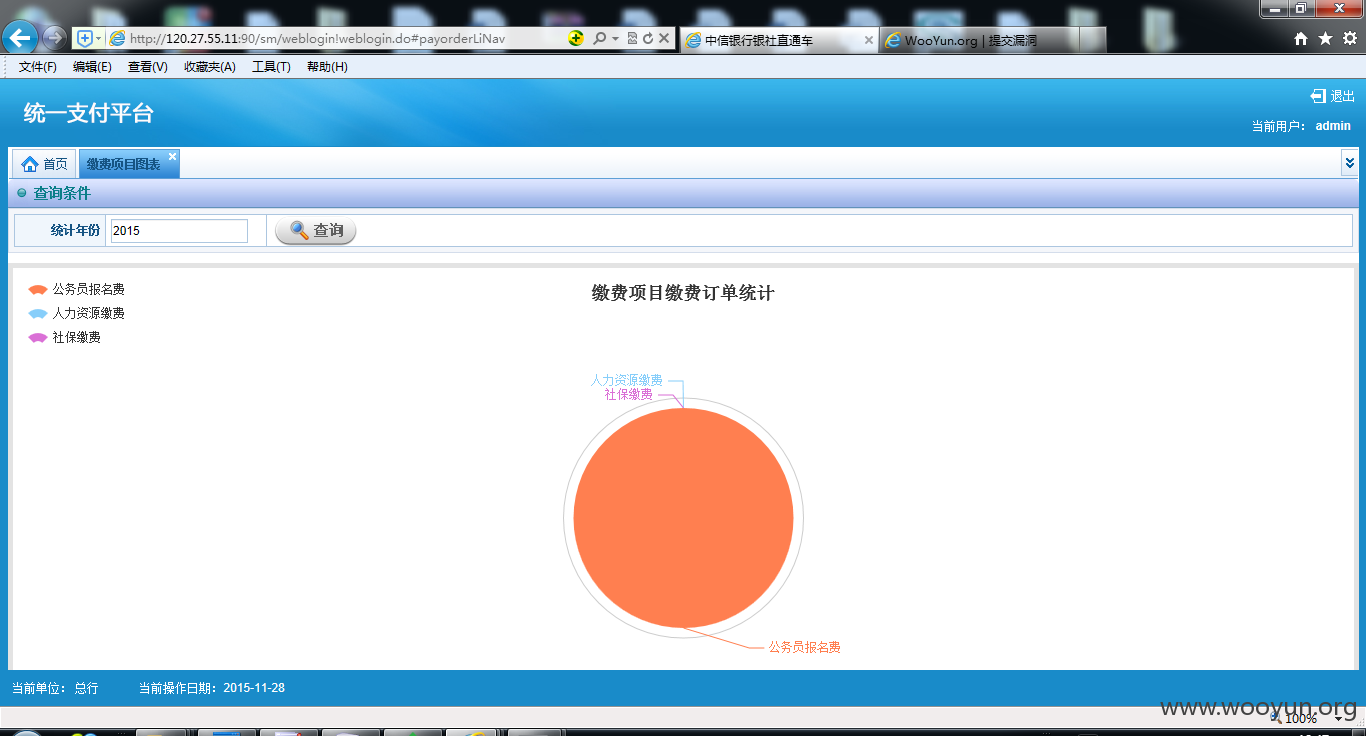 http://120.27.55.11:90/sm/weblogin!weblogin.do#payorderLiNav
中信银行银社直通车
WooYun.org | 提交漏洞
文件(F) 编辑(E) 查看(V) 收藏夹(A) 工具(T) 帮助(H)
统一支付平台
退出
当前用户： admin
首页
缴费项目图表
查询条件
统计年份 2015 查询
公务员报名费
人力资源缴费
社保缴费
缴费项目缴费订单统计
人力资源缴费
社保缴费
公务员报名费
当前单位： 总行 当前操作日期：2015-11-28
www.wooyun.org
100%